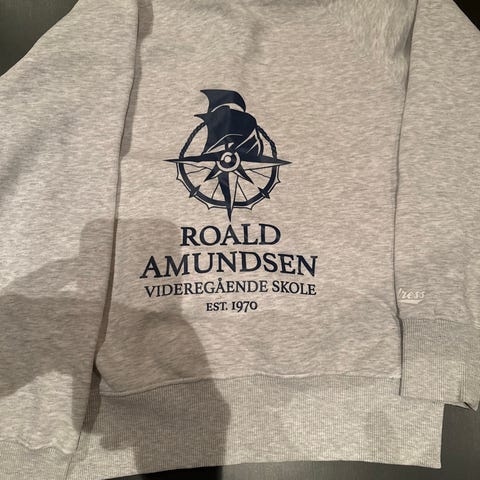 ROALD
AMUNDSEN
VIDEREGÅENDE SKOLE
EST. 1970